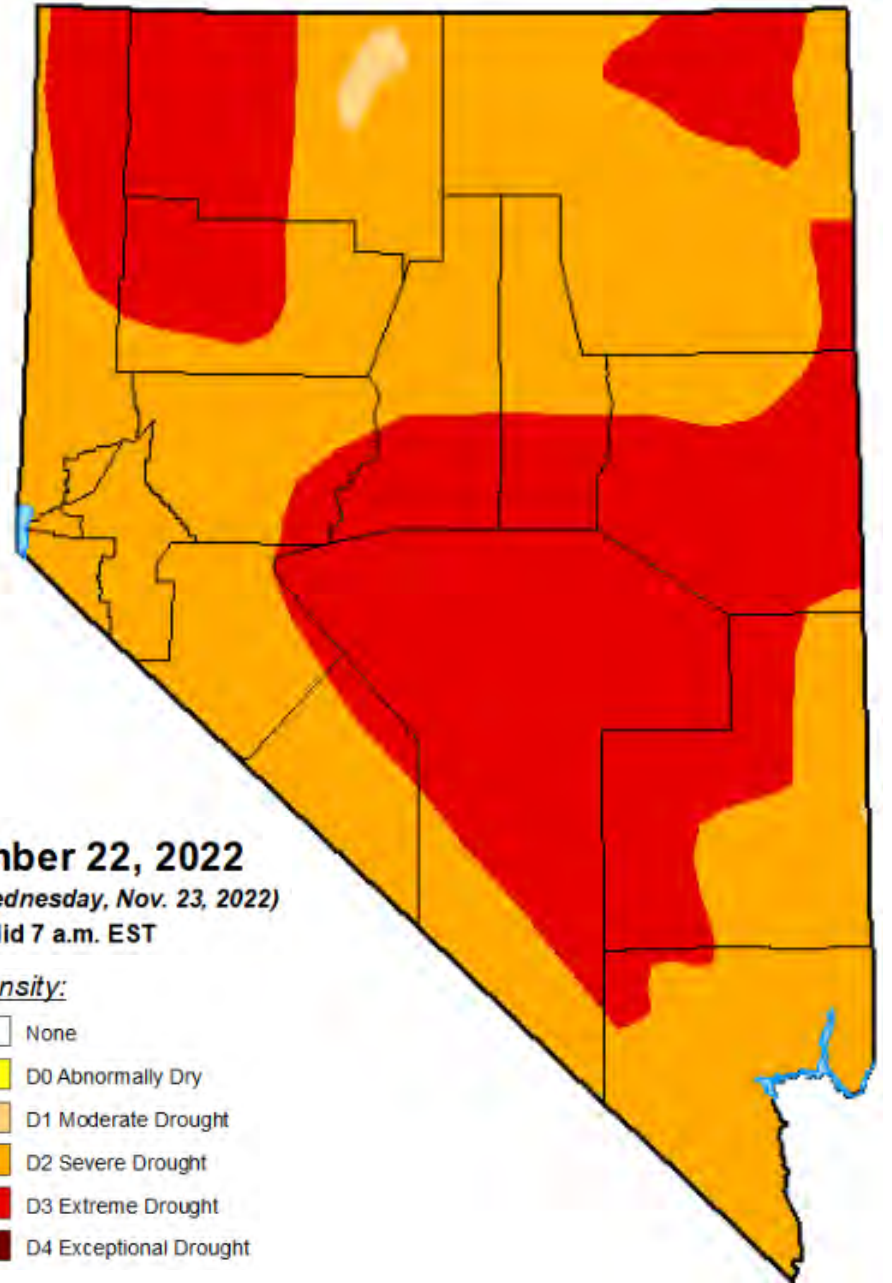 mber 22, 2022
ednesday, Nov. 23, 2022)
lid 7 a.m. EST
nsity:
None
D0 Abnormally Dry
D1 Moderate Drought
D2 Severe Drought
D3 Extreme Drought
D4 Exceptional Drought